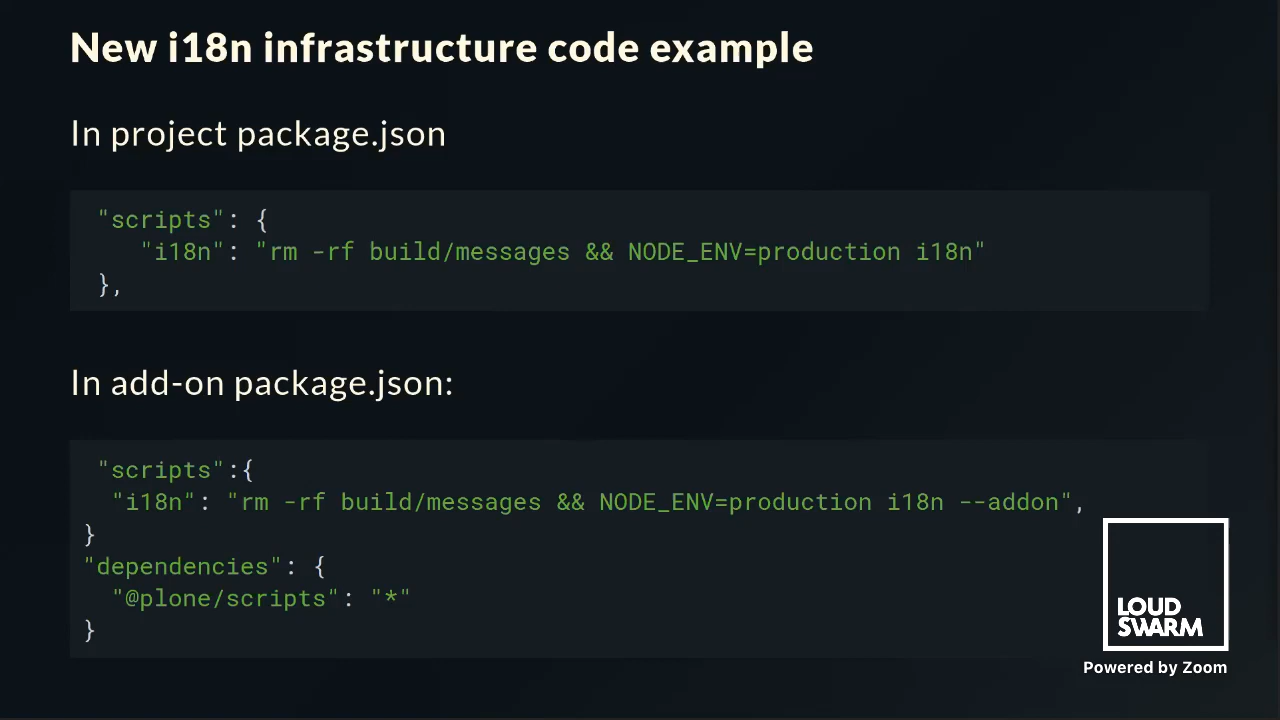 New i18n infrastructure code example
In project package.json
"scripts": {
"i18n": "rm -rf build/messages && NODE_ENV=production i18n"
},
In add-on package.json:
"scripts":{
"i18n": "rm -rf build/messages && NODE_ENV=production i18n --addon",
}
"dependencies": {
"@plone/scripts": "*"
}
LOUD
SWARM
Powered by Zoom